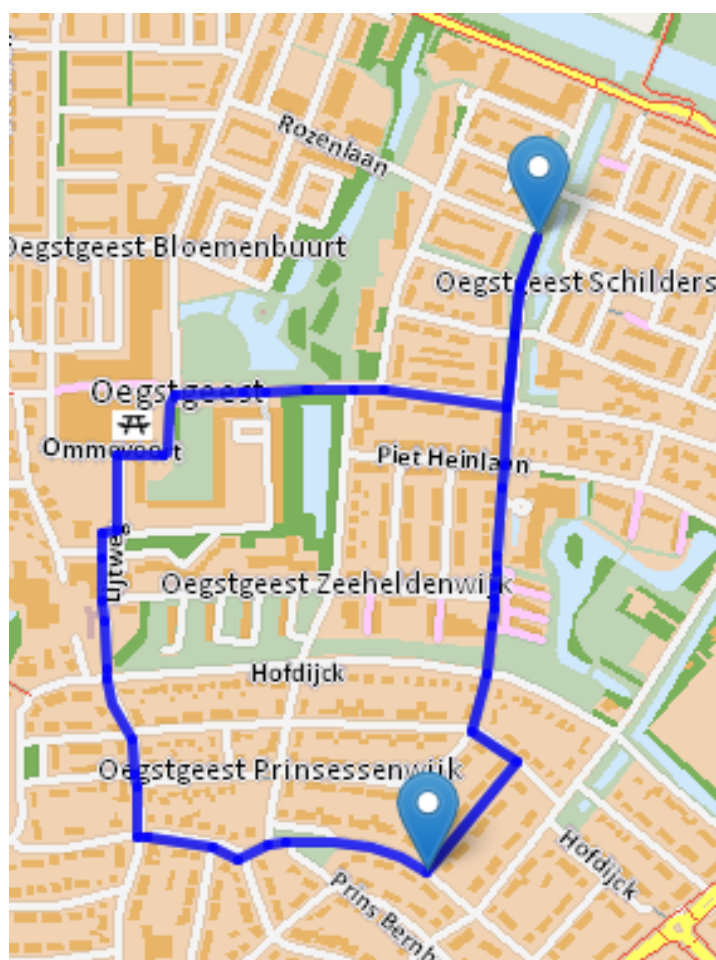 Rozenlaan
Oegstgeest Bloemenbuurt
Oegstgeest Schilders
Oegstgeest
Ommevoort
Piet Heinlaan
Lijtweg
Oegstgeest Zeeheldenwijk
Hofdijck
Oegstgeest Prinsessenwijk
Hofdijck
Prins Bernh